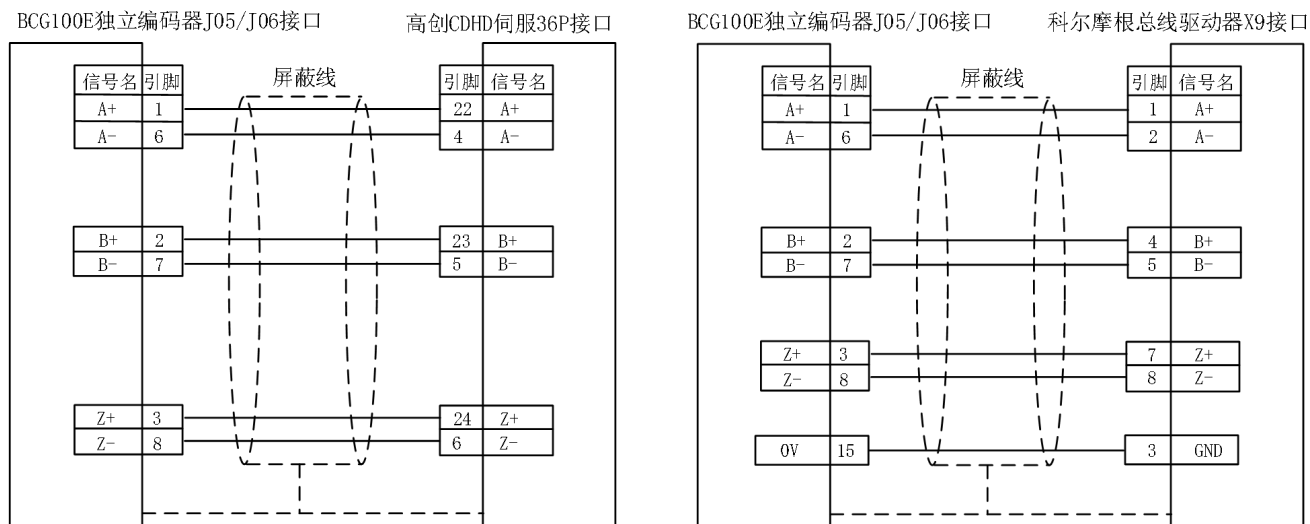 BCG100E独立编码器J05/J06接口
高创CDHD伺服36P接口
信号名 引脚
屏蔽线
引脚 信号名
A+ 1
22 A+
A- 6
4 A-
B+ 2
23 B+
B- 7
5 B-
Z+ 3
24 Z+
Z- 8
6 Z-
BCG100E独立编码器J05/J06接口
科尔摩根总线驱动器X9接口
信号名 引脚
屏蔽线
引脚 信号名
A+ 1
1 A+
A- 6
2 A-
B+ 2
4 B+
B- 7
5 B-
Z+ 3
7 Z+
Z- 8
8 Z-
0V 15
3 GND